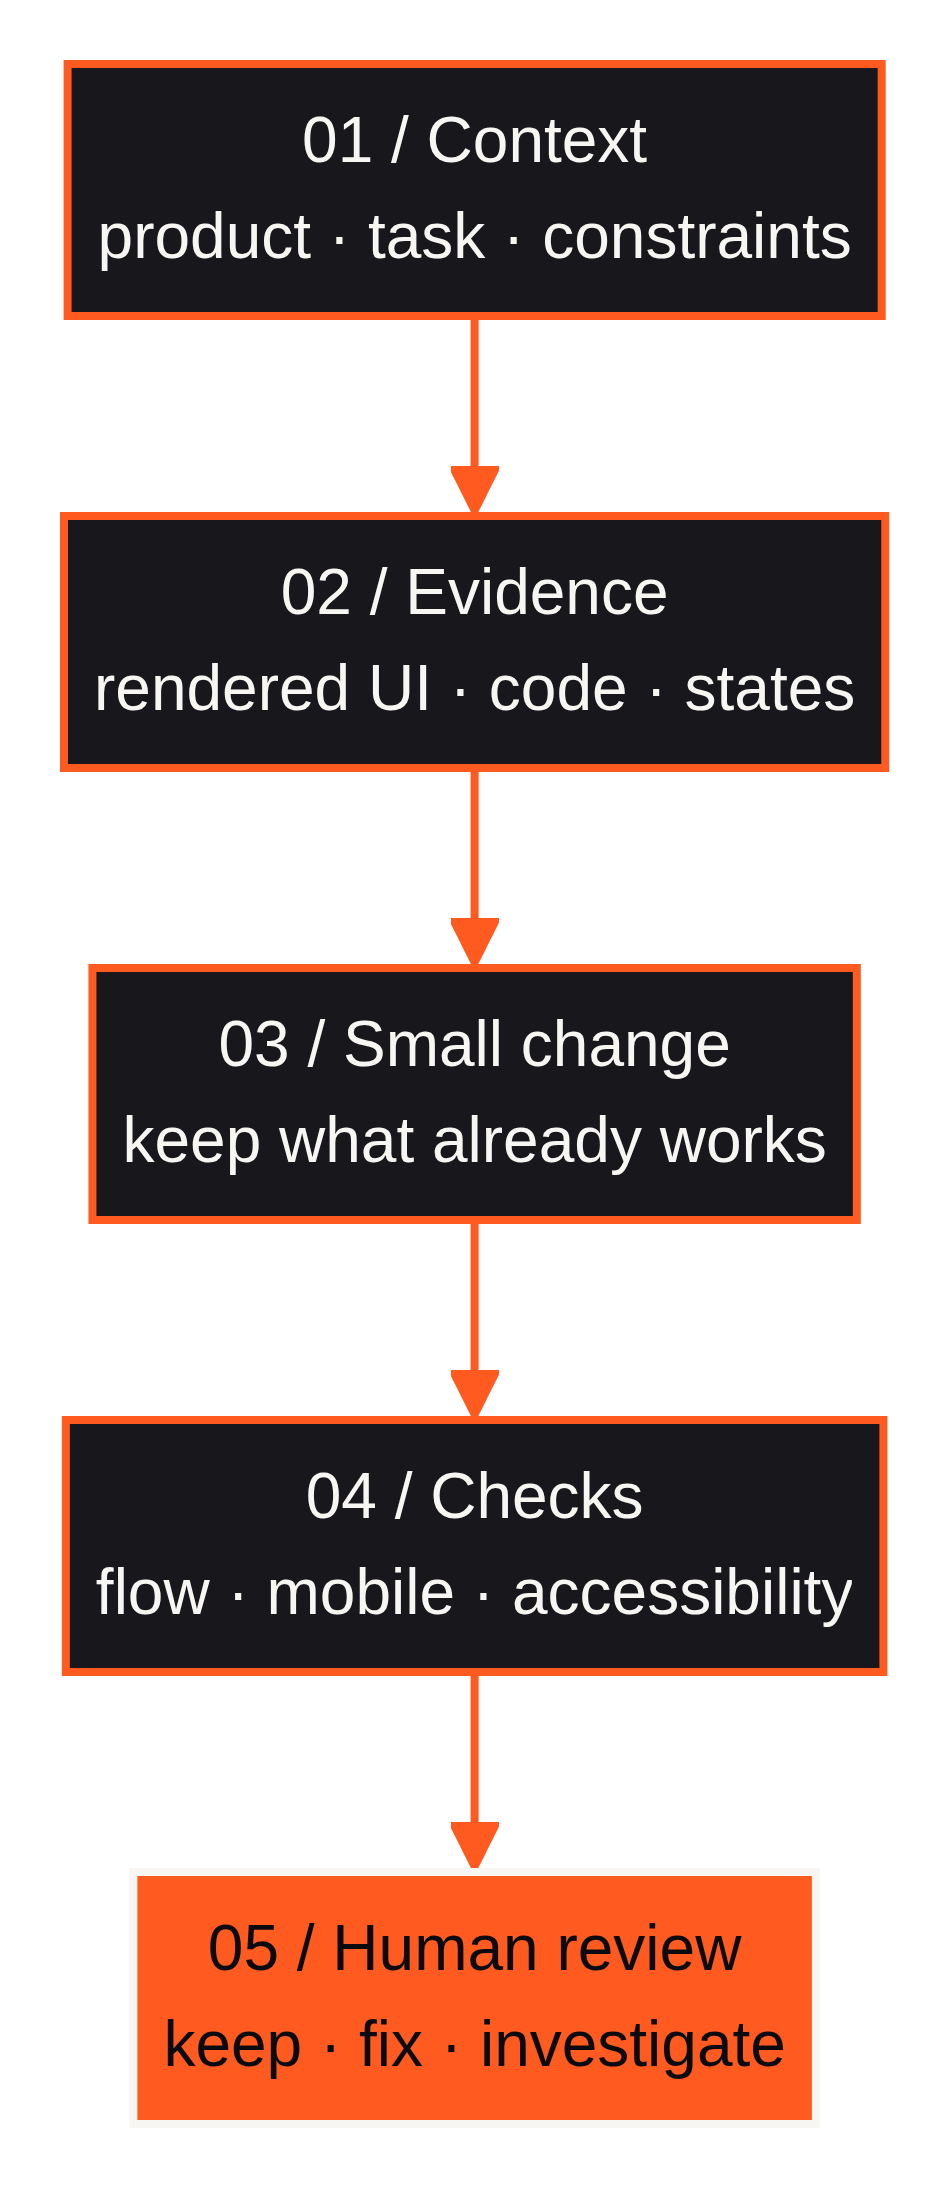 01 / Context
product · task · constraints
02 / Evidence
rendered UI · code · states
03 / Small change
keep what already works
04 / Checks
flow · mobile · accessibility
05 / Human review
keep · fix · investigate